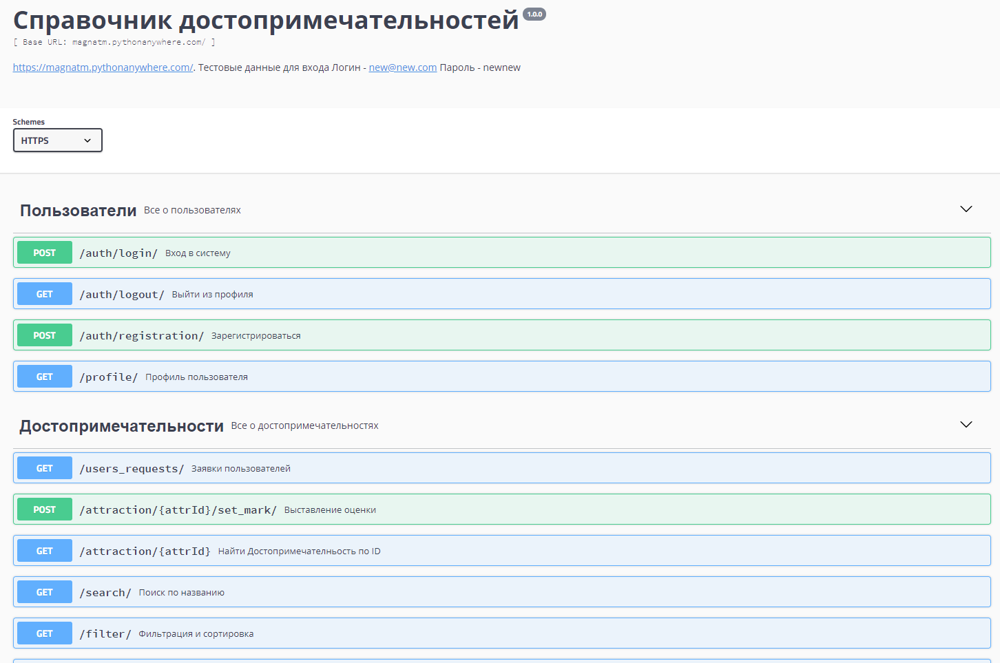 Справочник достопримечательностей 1.0.0
[ Base URL: magnatm.pythonanywhere.com/ ]
https://magnatm.pythonanywhere.com/. Тестовые данные для входа Логин - new@new.com Пароль - newnew
Schemes
HTTPS
Пользователи Все о пользователях
POST /auth/login/ Вход в систему
GET /auth/logout/ Выйти из профиля
POST /auth/registration/ Зарегистрироваться
GET /profile/ Профиль пользователя
Достопримечательности Все о достопримечательностях
GET /users_requests/ Заявки пользователей
POST /attraction/{attrId}/set_mark/ Выставление оценки
GET /attraction/{attrId} Найти Достопримечателньость по ID
GET /search/ Поиск по названию
GET /filter/ Фильтрация и сортировка